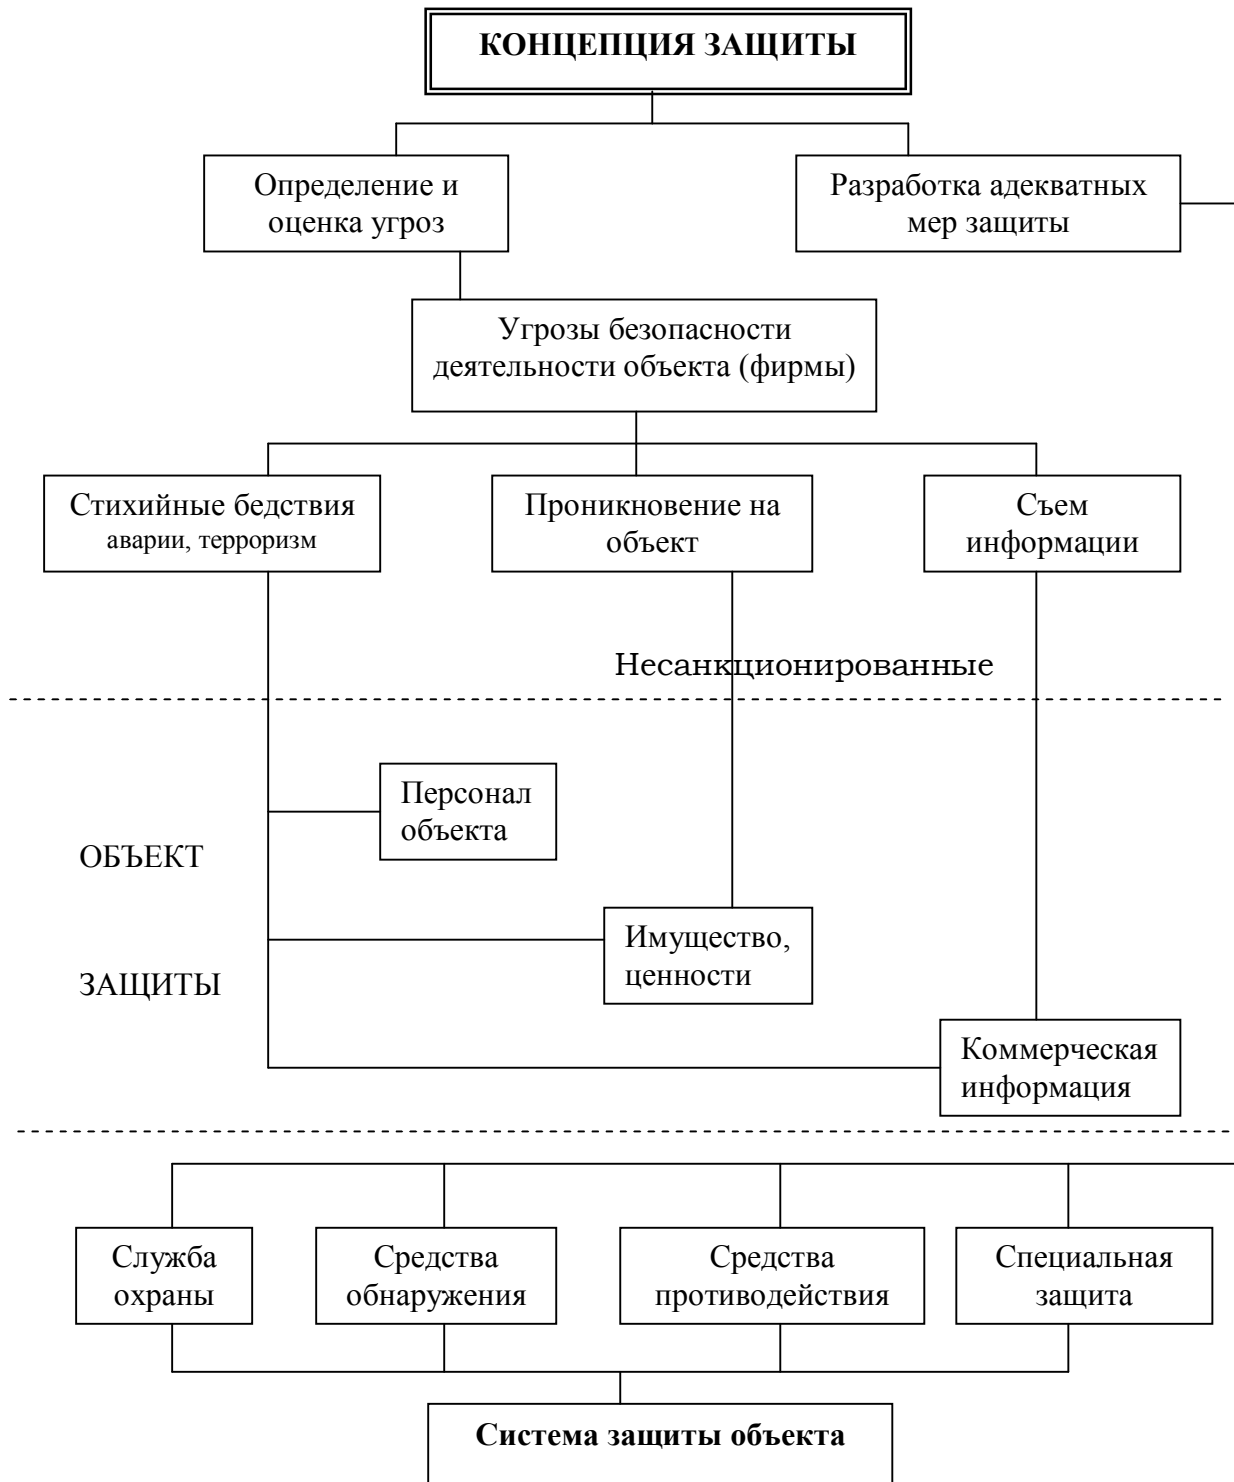 КОНЦЕПЦИЯ ЗАЩИТЫ
Определение и
оценка угроз
Разработка адекватных
мер защиты
Угрозы безопасности
деятельности объекта (фирмы)
Стихийные бедствия
аварии, терроризм
Проникновение на
объект
Съем
информации
Несанкционированные
Персонал
объекта
ОБЪЕКТ
Имущество,
ценности
ЗАЩИТЫ
Коммерческая
информация
Служба
охраны
Средства
обнаружения
Средства
противодействия
Специальная
защита
Система защиты объекта